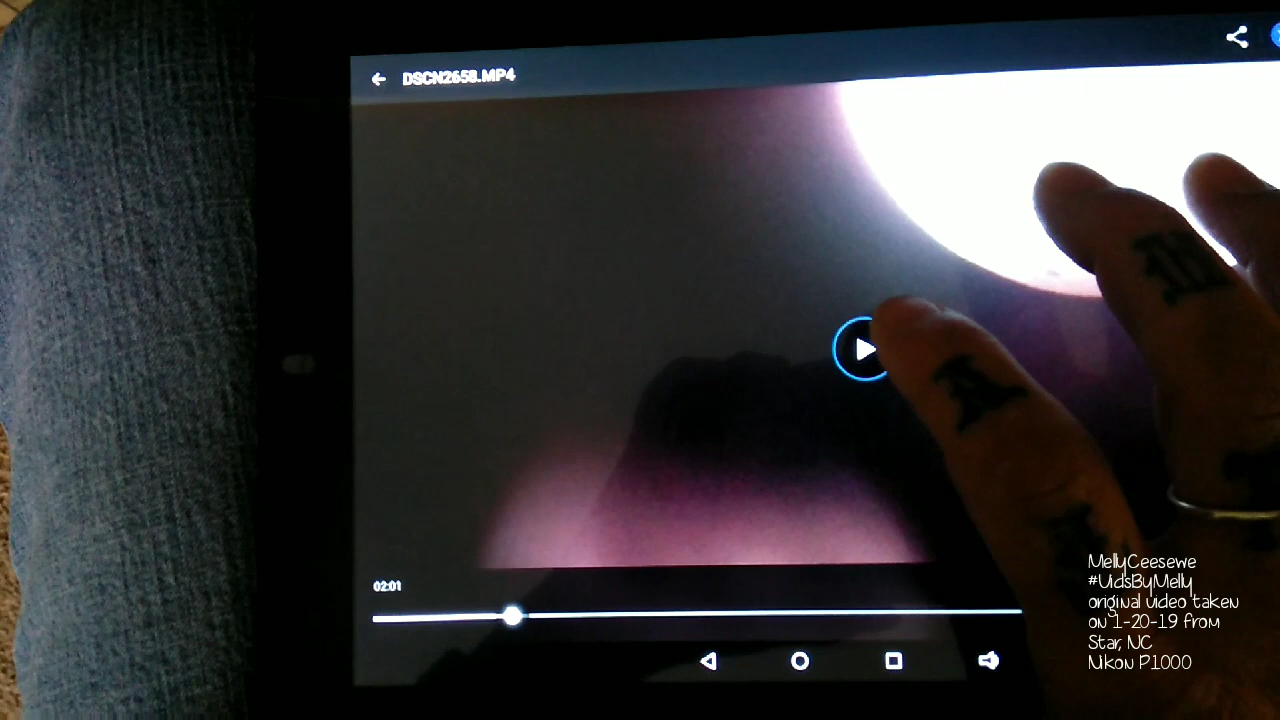 DSCN2658.MP4
A
02:01
MellyCeesewe
#VidsByMelly
original video taken
on 1-20-19 from
Star, NC
Nikon P1000